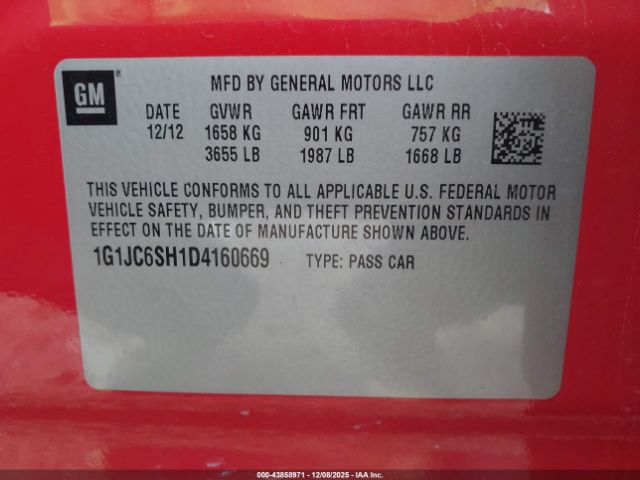 GM
MFD BY GENERAL MOTORS LLC
DATE GVWR GAWR FRT GAWR RR
12/12 1658 KG 901 KG 757 KG
3655 LB 1987 LB 1668 LB
THIS VEHICLE CONFORMS TO ALL APPLICABLE U.S. FEDERAL MOTOR
VEHICLE SAFETY, BUMPER, AND THEFT PREVENTION STANDARDS IN
EFFECT ON THE DATE OF MANUFACTURE SHOWN ABOVE.
1G1JC6SH1D4160669 TYPE: PASS CAR
000-43858971 - 12/08/2025 - IAAI, Inc.